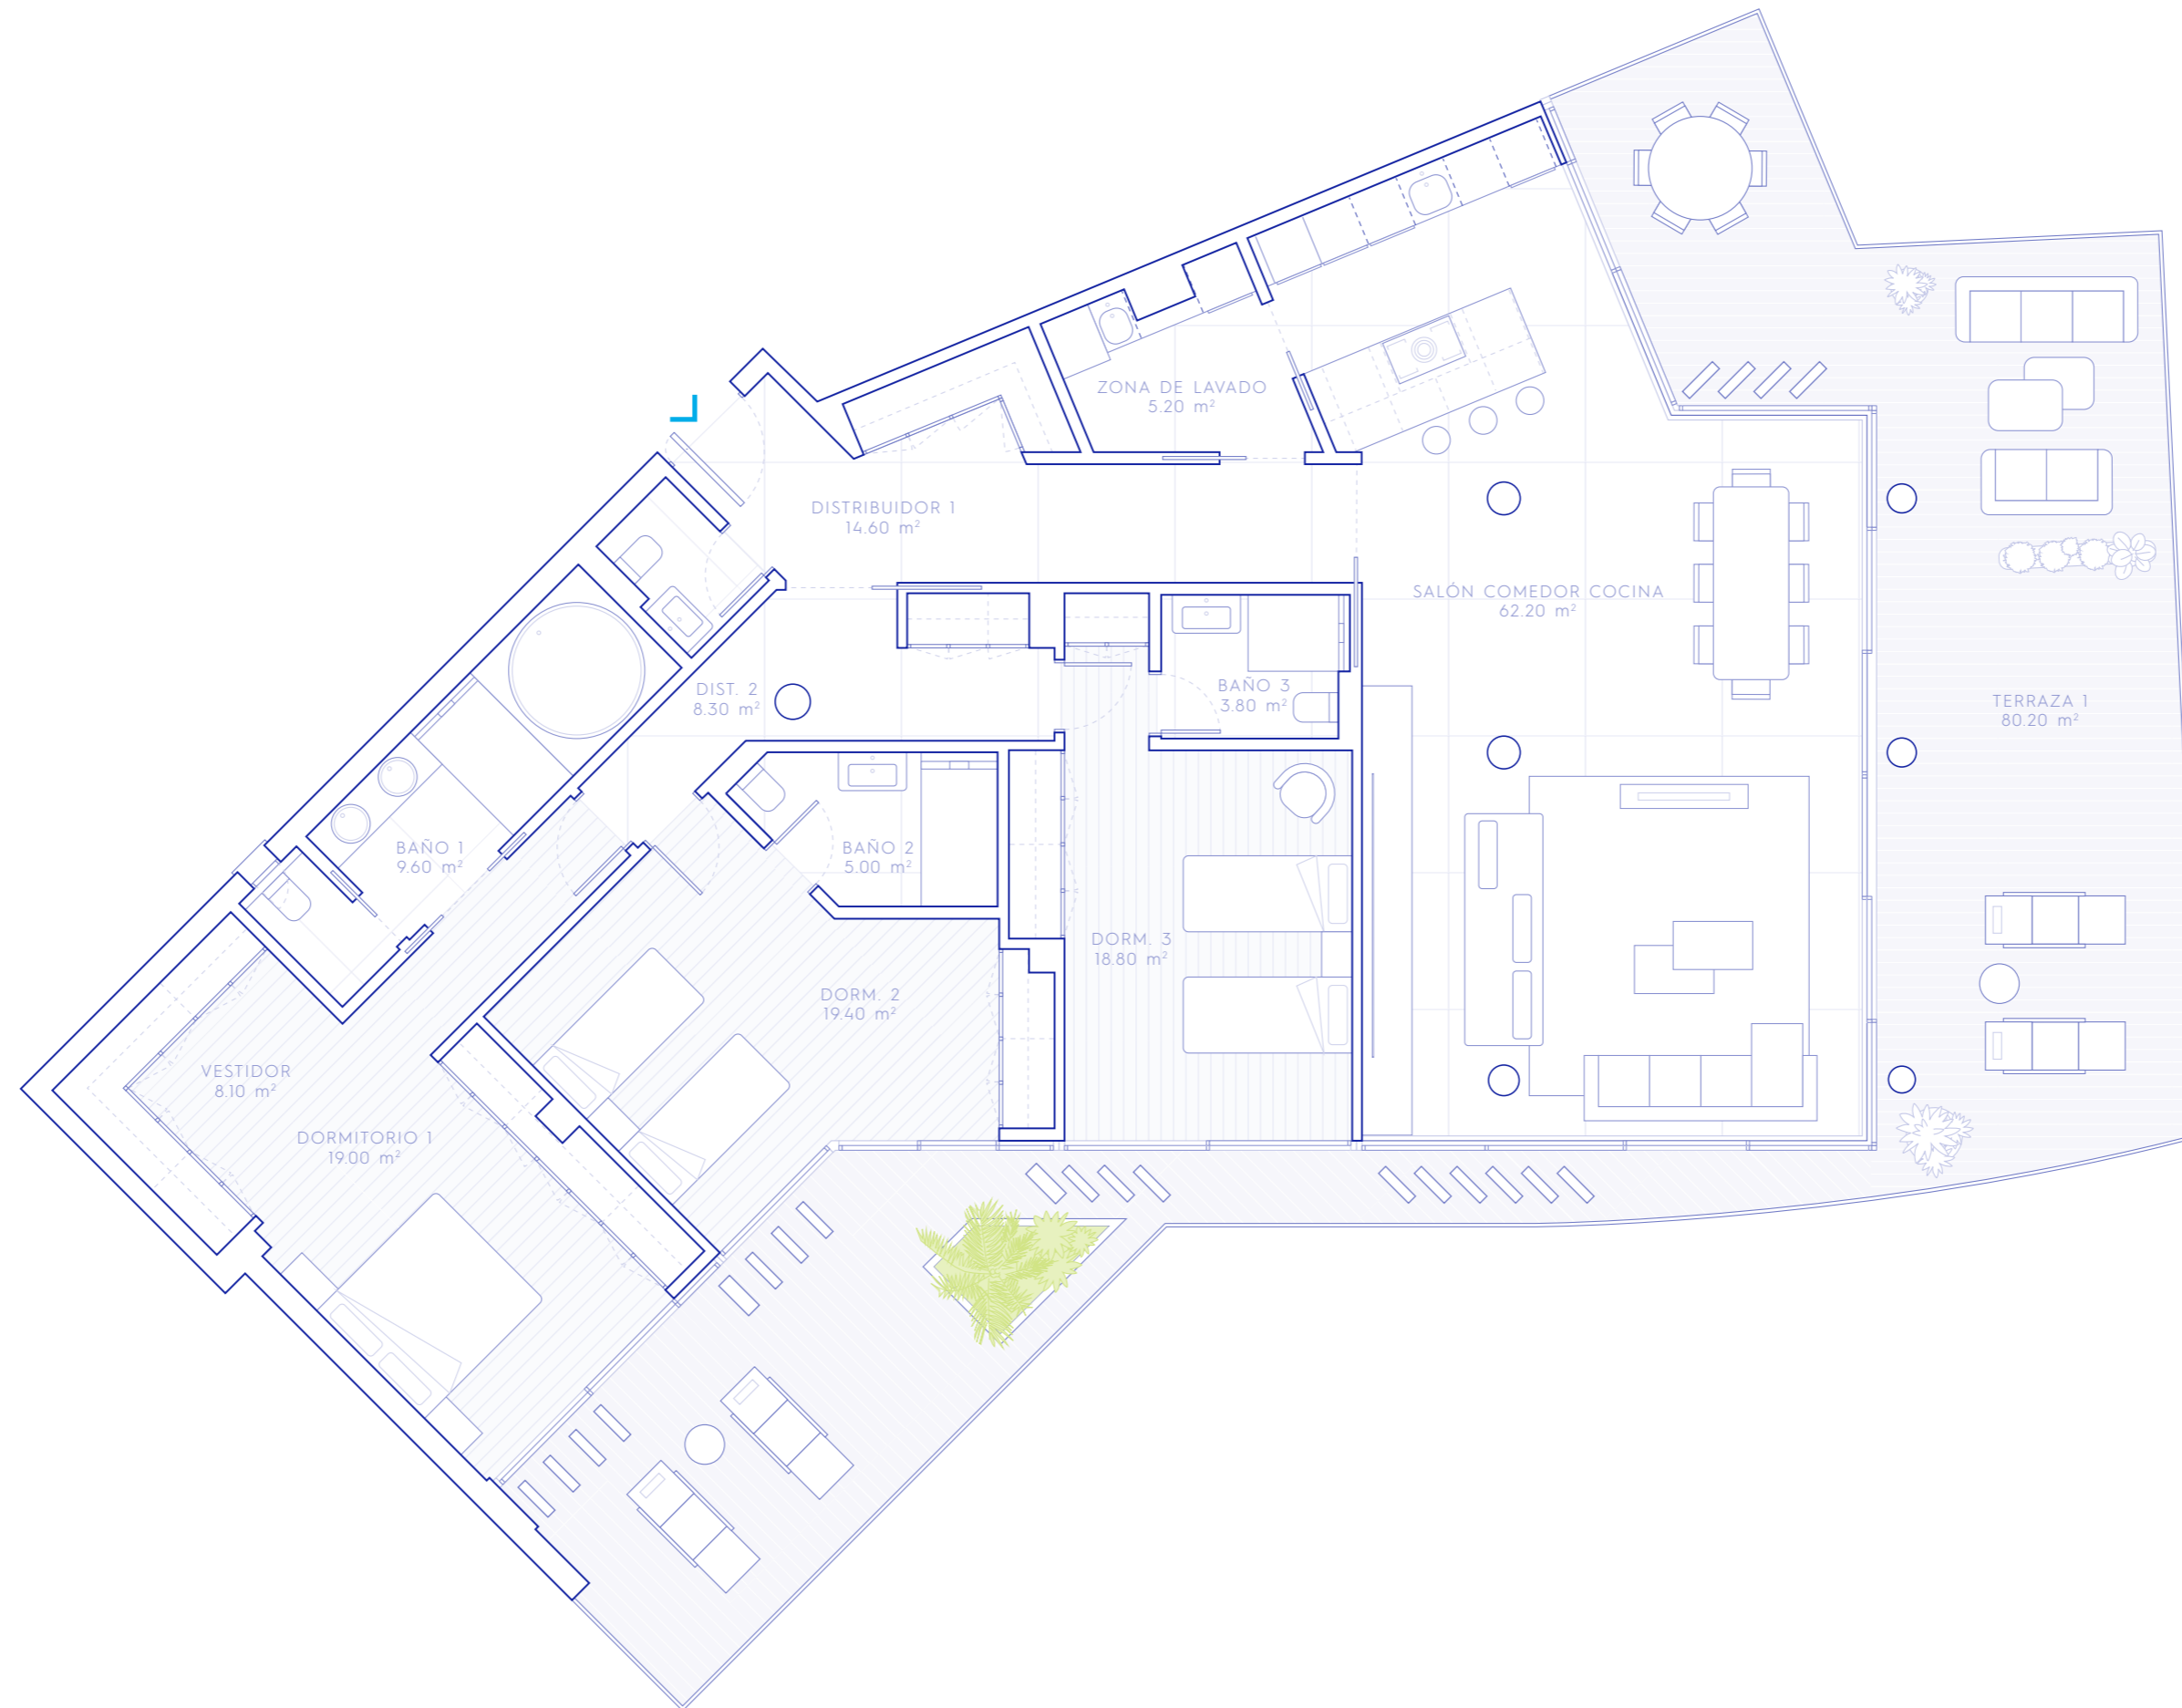 ZONA DE LAVADO
5.20 m²
DISTRIBUIDOR 1
14.60 m²
SALÓN COMEDOR COCINA
62.20 m²
DIST. 2
8.30 m²
BAÑO 3
3.80 m²
TERRAZA 1
80.20 m²
BAÑO 1
9.60 m²
BAÑO 2
5.00 m²
DORM. 3
18.80 m²
DORM. 2
19.40 m²
VESTIDOR
8.10 m²
DORMITORIO 1
19.00 m²